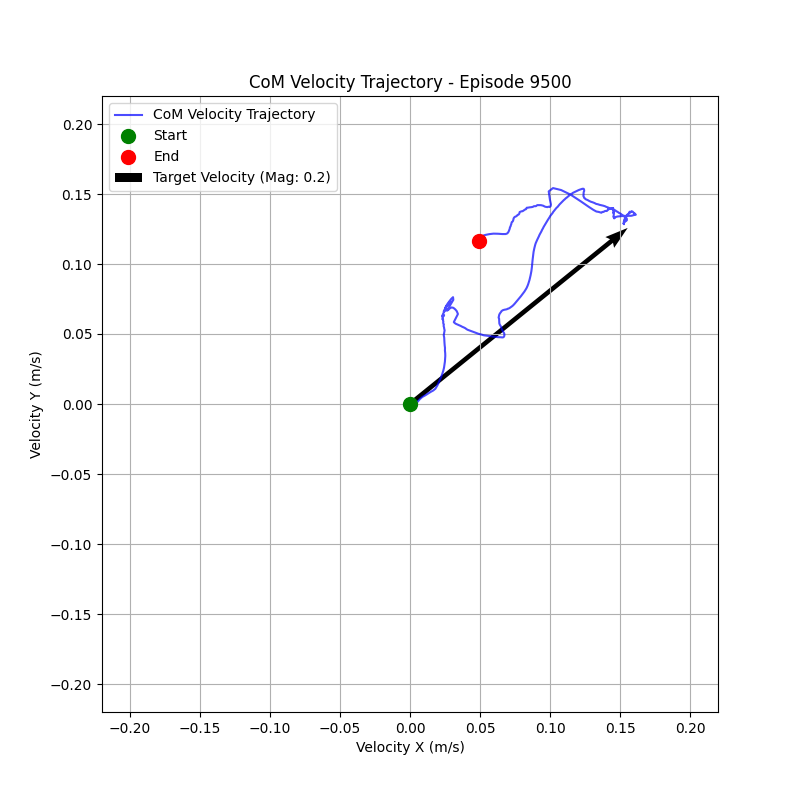 CoM Velocity Trajectory - Episode 9500
CoM Velocity Trajectory
Start
End
Target Velocity (Mag: 0.2)
0.20
0.15
0.10
0.05
0.00
−0.05
−0.10
−0.15
−0.20
Velocity Y (m/s)
−0.20 −0.15 −0.10 −0.05 0.00 0.05 0.10 0.15 0.20
Velocity X (m/s)